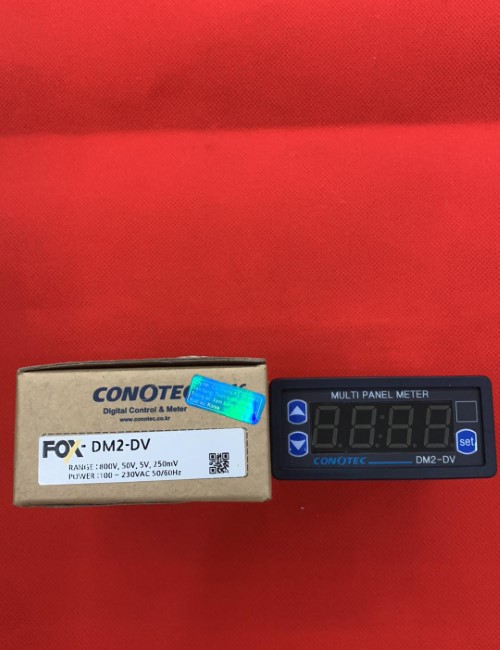 CONOTEC
Digital Control & Meter
www.conotec.co.kr
FOX- DM2-DV
RANGE : 800V, 50V, 5V, 250mV
POWER : 100 ~ 230VAC 50/60Hz
MULTI PANEL METER
set
CONOTEC
DM2-DV